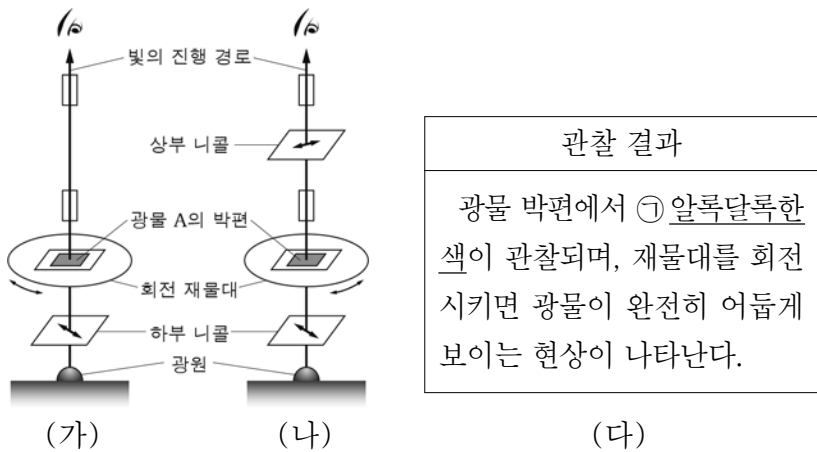 빛의 진행 경로
상부 니콜
광물 A의 박편
회전 재물대
하부 니콜
광원
(가)
(나)
관찰 결과
광물 박편에서 ㉠알록달록한
색이 관찰되며, 재물대를 회전
시키면 광물이 완전히 어둡게
보이는 현상이 나타난다.
(다)